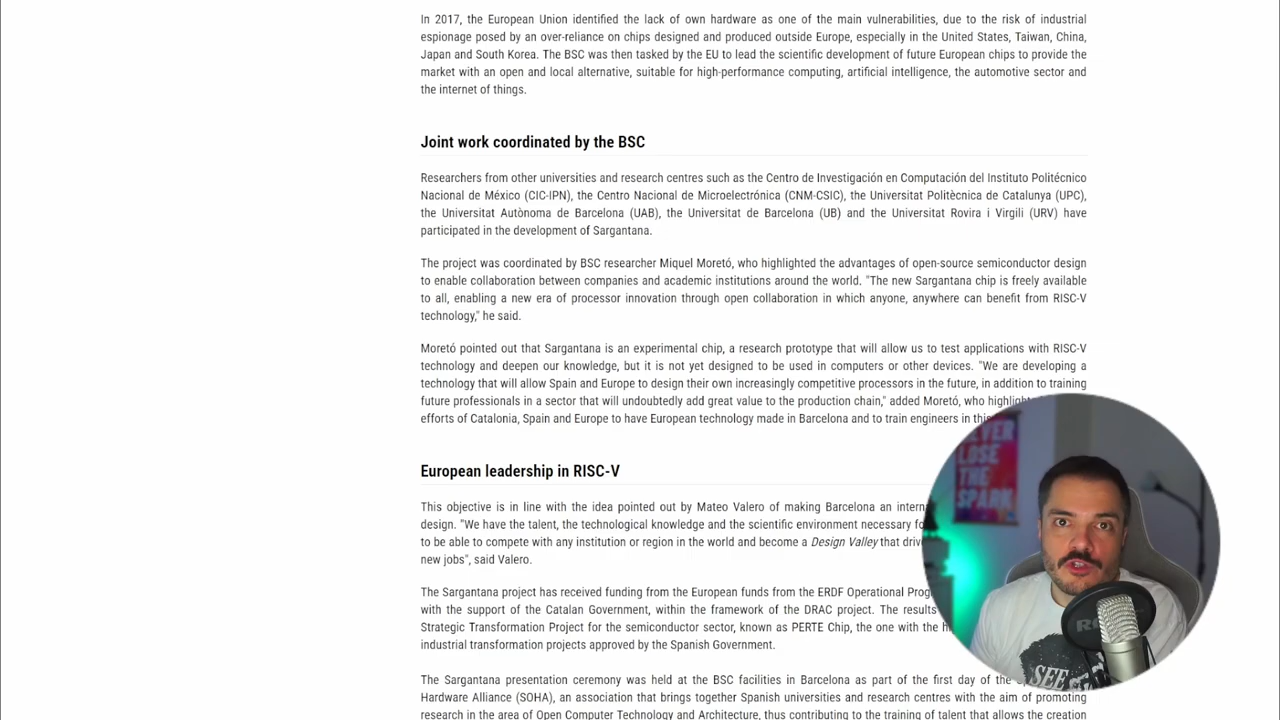 In 2017, the European Union identified the lack of own hardware as one of the main vulnerabilities, due to the risk of industrial
espionage posed by an over-reliance on chips designed and produced outside Europe, especially in the United States, Taiwan, China,
Japan and South Korea. The BSC was then tasked by the EU to lead the scientific development of future European chips to provide the
market with an open and local alternative, suitable for high-performance computing, artificial intelligence, the automotive sector and
the internet of things.
Joint work coordinated by the BSC
Researchers from other universities and research centres such as the Centro de Investigación en Computación del Instituto Politécnico
Nacional de México (CIC-IPN), the Centro Nacional de Microelectrónica (CNM-CSIC), the Universitat Politècnica de Catalunya (UPC),
the Universitat Autònoma de Barcelona (UAB), the Universitat de Barcelona (UB) and the Universitat Rovira i Virgili (URV) have
participated in the development of Sargantana.
The project was coordinated by BSC researcher Miquel Moretó, who highlighted the advantages of open-source semiconductor design
to enable collaboration between companies and academic institutions around the world. "The new Sargantana chip is freely available
to all, enabling a new era of processor innovation through open collaboration in which anyone, anywhere can benefit from RISC-V
technology," he said.
Moretó pointed out that Sargantana is an experimental chip, a research prototype that will allow us to test applications with RISC-V
technology and deepen our knowledge, but it is not yet designed to be used in computers or other devices. "We are developing a
technology that will allow Spain and Europe to design their own increasingly competitive processors in the future, in addition to training
future professionals in a sector that will undoubtedly add great value to the production chain," added Moretó, who
efforts of Catalonia, Spain and Europe to have European technology made in Barcelona and to train engineers in
European leadership in RISC-V
This objective is in line with the idea pointed out by Mateo Valero of making Barcelona an
design. "We have the talent, the technological knowledge and the scientific environment necessary
to be able to compete with any institution or region in the world and become a Design Valley that
new jobs", said Valero.
The Sargantana project has received funding from the European funds from the ERDF Operational
with the support of the Catalan Government, within the framework of the DRAC project. The results
Strategic Transformation Project for the semiconductor sector, known as PERTE Chip, the one with the
industrial transformation projects approved by the Spanish Government.
The Sargantana presentation ceremony was held at the BSC facilities in Barcelona as part of the first day of the
Hardware Alliance (SOHA), an association that brings together Spanish universities and research centres with the aim of promoting
research in the area of Open Computer Technology and Architecture, thus contributing to the training of talent that allows the creation
LOSE
THE
SPARK
SEE